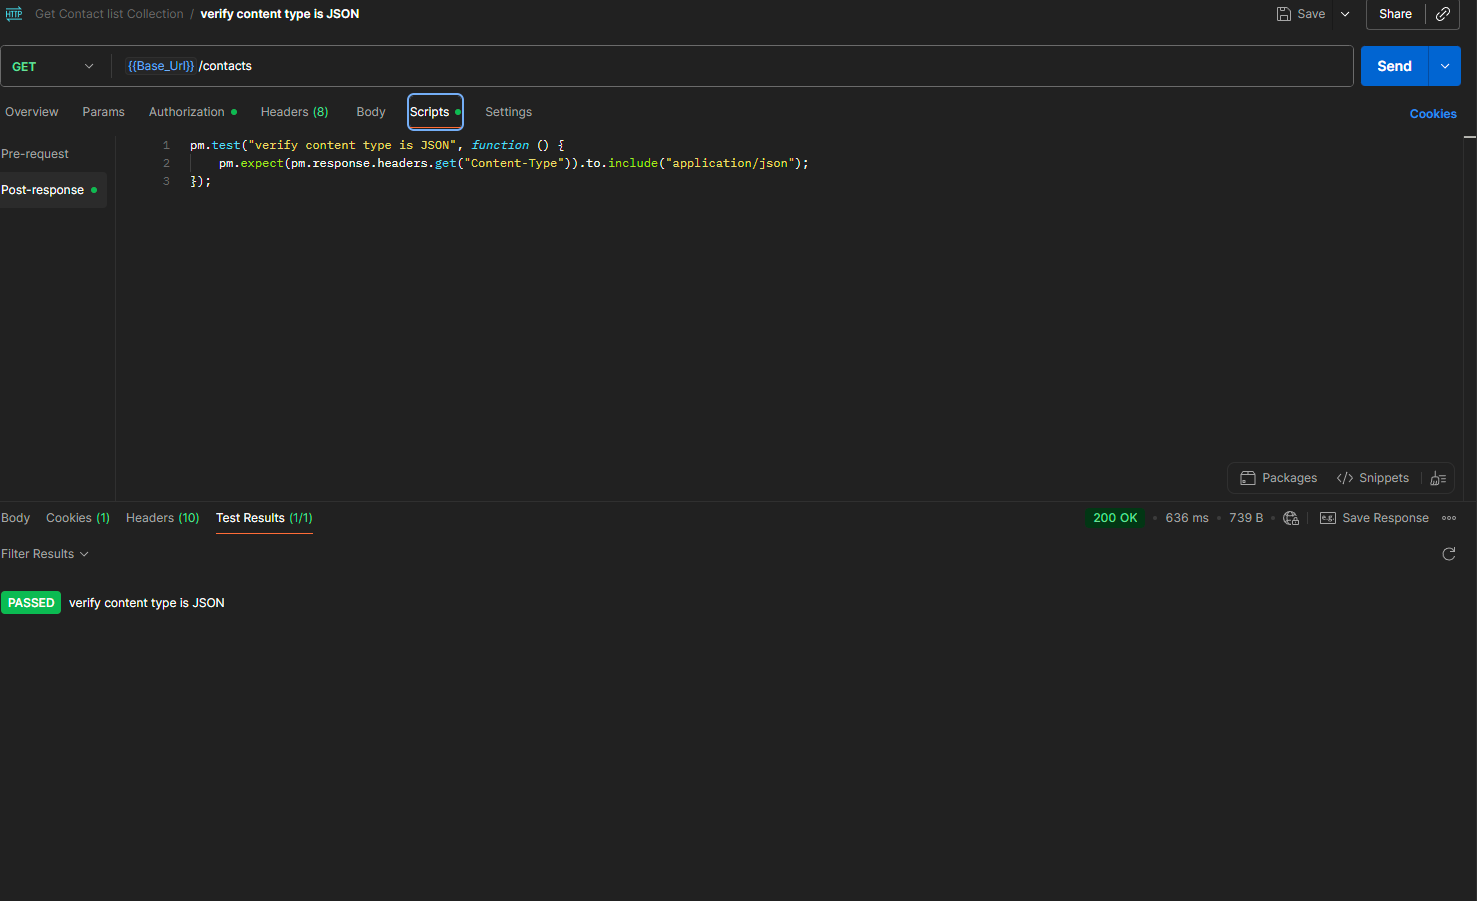 HTTP Get Contact list Collection / verify content type is JSON Save Share
GET {{Base_Url}} /contacts Send
Overview Params Authorization Headers (8) Body Scripts Settings Cookies
Pre-request
Post-response
1 pm.test("verify content type is JSON", function () {
2 pm.expect(pm.response.headers.get("Content-Type")).to.include("application/json");
3 });
Packages </> Snippets
Body Cookies (1) Headers (10) Test Results (1/1) 200 OK • 636 ms • 739 B • e.g. Save Response
Filter Results
PASSED verify content type is JSON